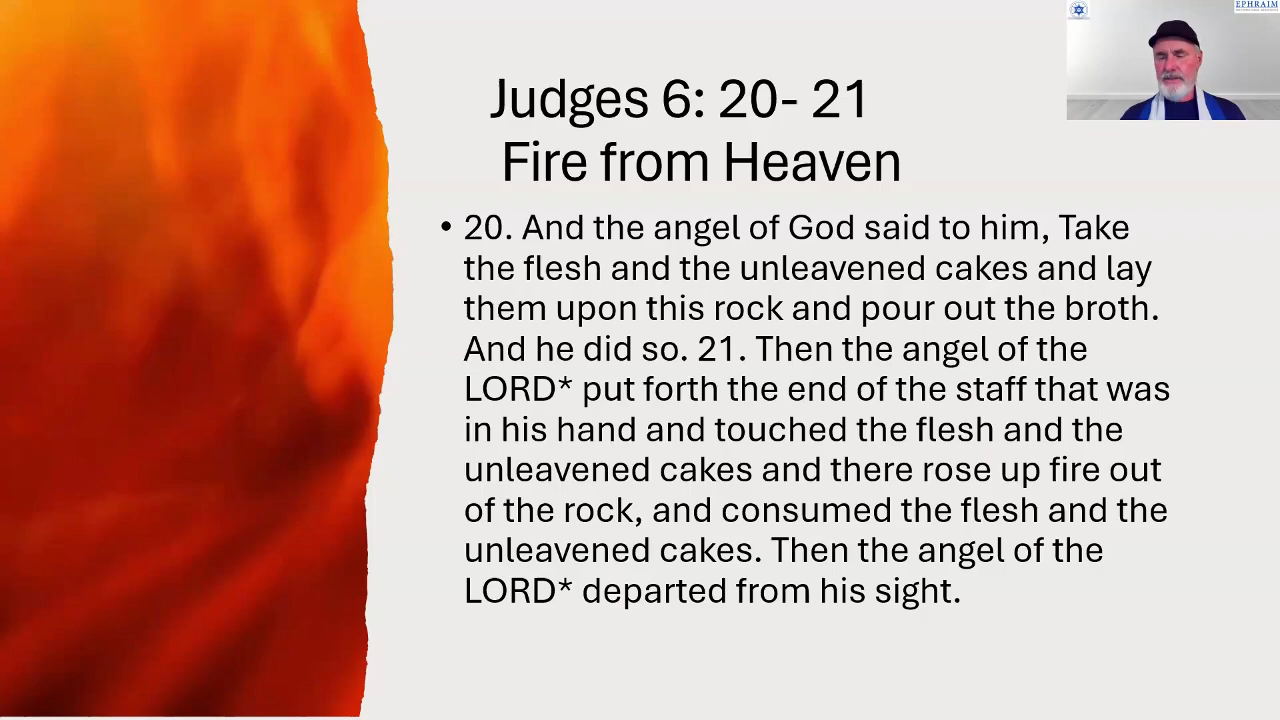 EPHRAIM
Judges 6: 20- 21
Fire from Heaven
• 20. And the angel of God said to him, Take
the flesh and the unleavened cakes and lay
them upon this rock and pour out the broth.
And he did so. 21. Then the angel of the
LORD* put forth the end of the staff that was
in his hand and touched the flesh and the
unleavened cakes and there rose up fire out
of the rock, and consumed the flesh and the
unleavened cakes. Then the angel of the
LORD* departed from his sight.